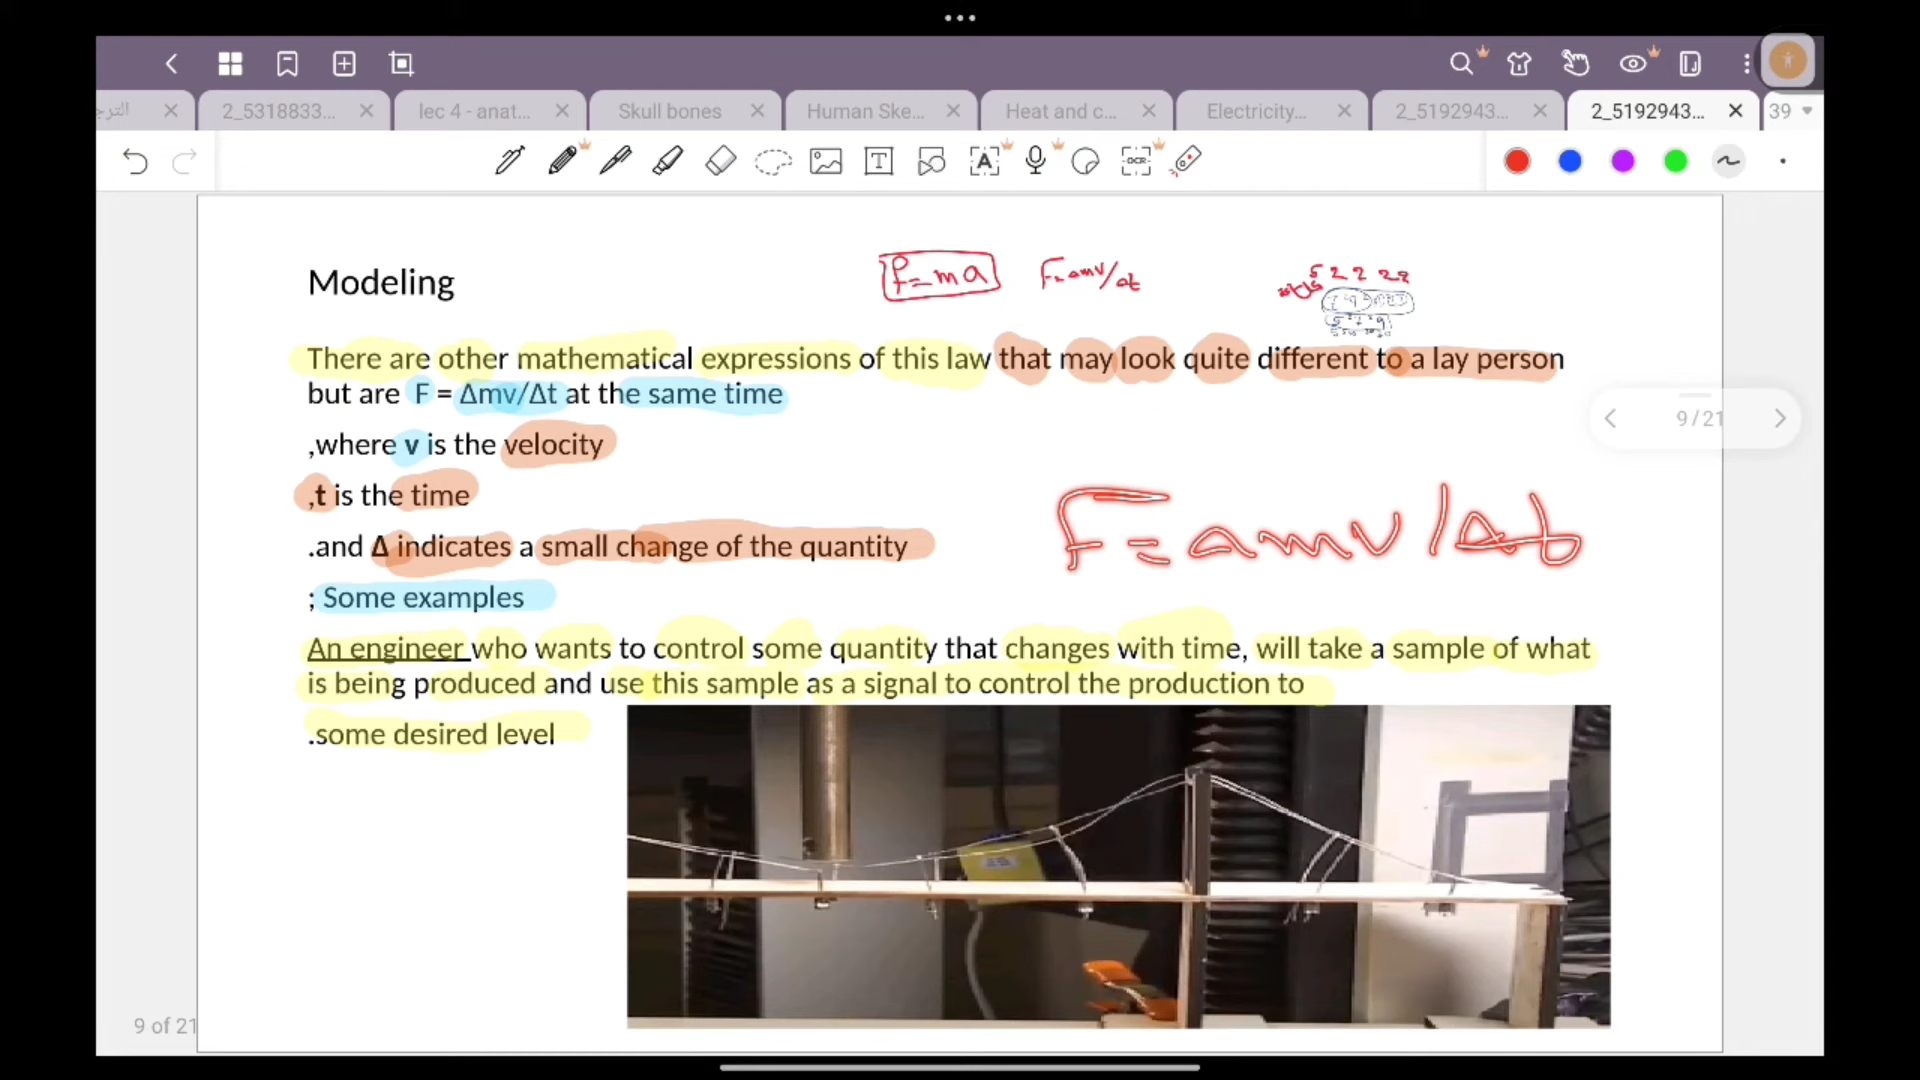 الترج
2_5318833...
lec 4 - anat...
Skull bones
Human Ske...
Heat and c...
Electricity...
2_5192943...
2_5192943...
39
T
A
OCR
Modeling
f=ma
F=amv/at
There are other mathematical expressions of this law that may look quite different to a lay person
but are F = Δmv/Δt at the same time
,where v is the velocity
,t is the time
.and Δ indicates a small change of the quantity
F=amv/Δt
; Some examples
An engineer who wants to control some quantity that changes with time, will take a sample of what
is being produced and use this sample as a signal to control the production to
.some desired level
9/21
9 of 21